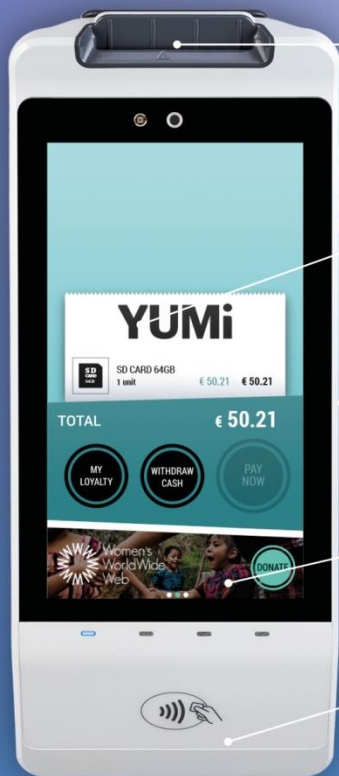 YUMi
SD CARD 64GB
1 unit € 50.21 € 50.21
SD
CARD
64GB
TOTAL € 50.21
MY
LOYALTY
WITHDRAW
CASH
PAY
NOW
Women's
WorldWide
Web
DONATE